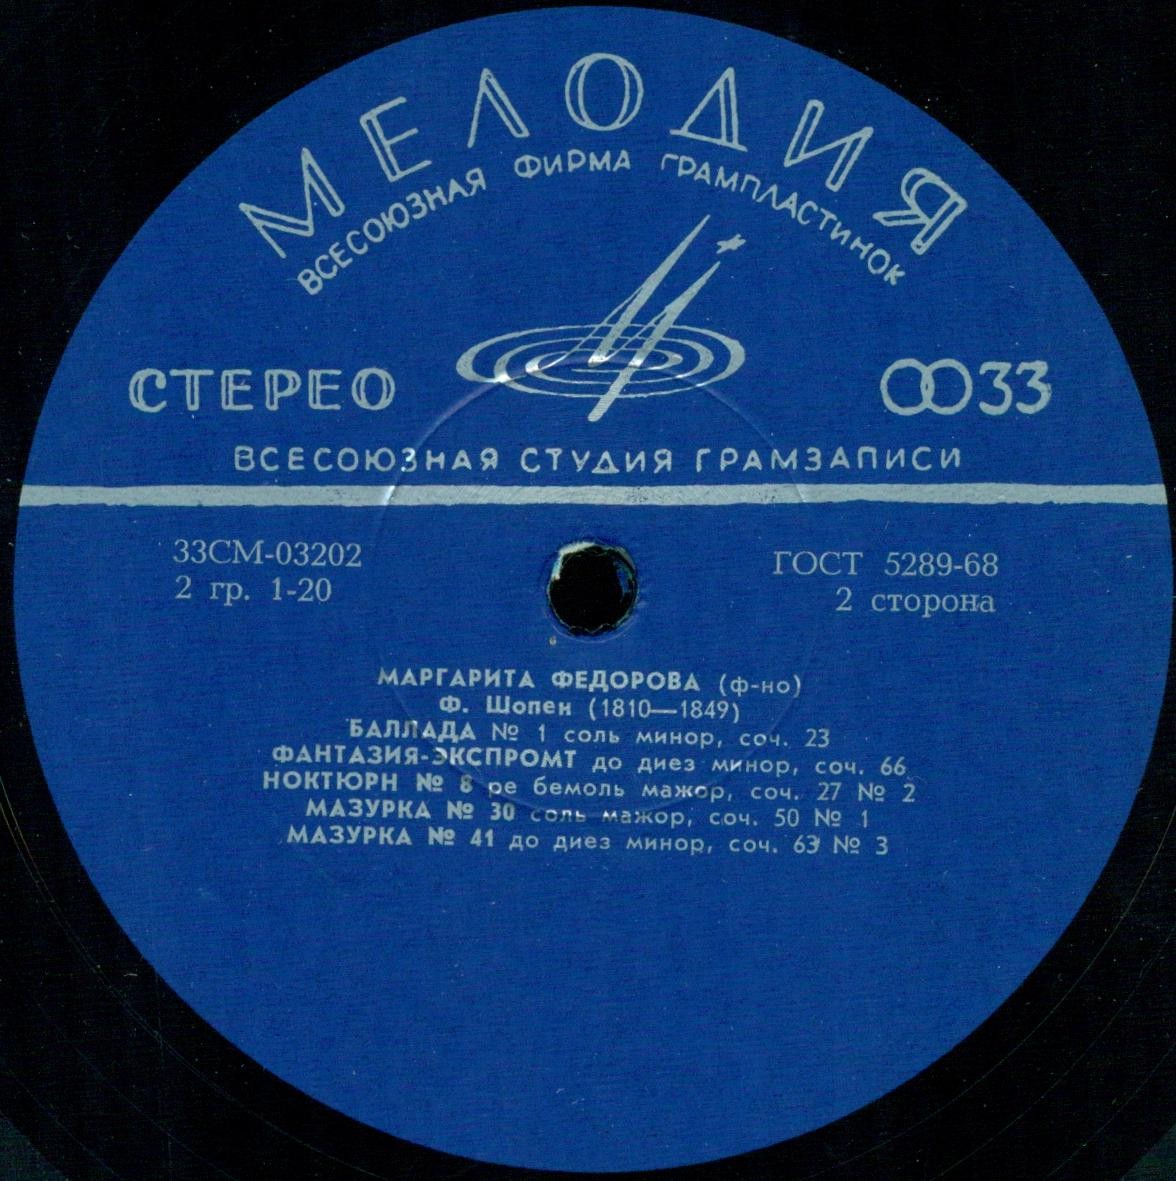 МЕЛОДИЯ
ВСЕСОЮЗНАЯ ФИРМА ГРАМПЛАСТИНОК
СТЕРЕО
33
ВСЕСОЮЗНАЯ СТУДИЯ ГРАМЗАПИСИ
33СМ-03202
2 гр. 1-20
ГОСТ 5289-68
2 сторона
МАРГАРИТА ФЕДОРОВА (ф-но)
Ф. Шопен (1810—1849)
БАЛЛАДА № 1 соль минор, соч. 23
ФАНТАЗИЯ-ЭКСПРОМТ до диез минор, соч. 66
НОКТЮРН № 8 ре бемоль мажор, соч. 27 № 2
МАЗУРКА № 30 соль мажор, соч. 50 № 1
МАЗУРКА № 41 до диез минор, соч. 63 № 3